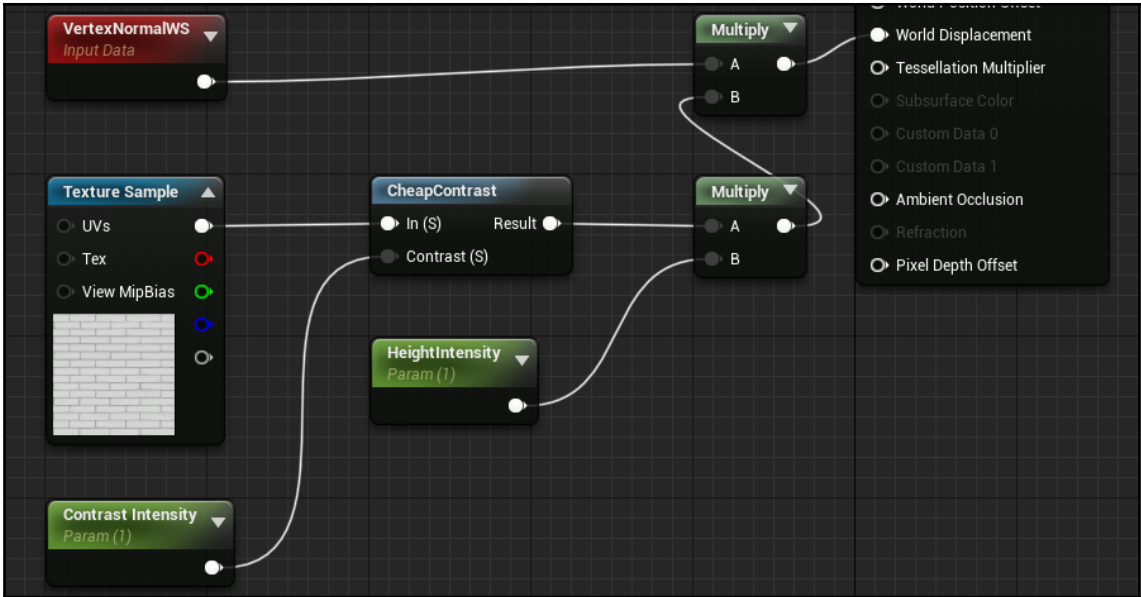 VertexNormalWS
Input Data
Multiply
A
B
World Displacement
Tessellation Multiplier
Subsurface Color
Custom Data 0
Custom Data 1
Ambient Occlusion
Refraction
Pixel Depth Offset
Texture Sample
UVs
Tex
View MipBias
CheapContrast
In (S) Result
Contrast (S)
Multiply
A
B
HeightIntensity
Param (1)
Contrast Intensity
Param (1)